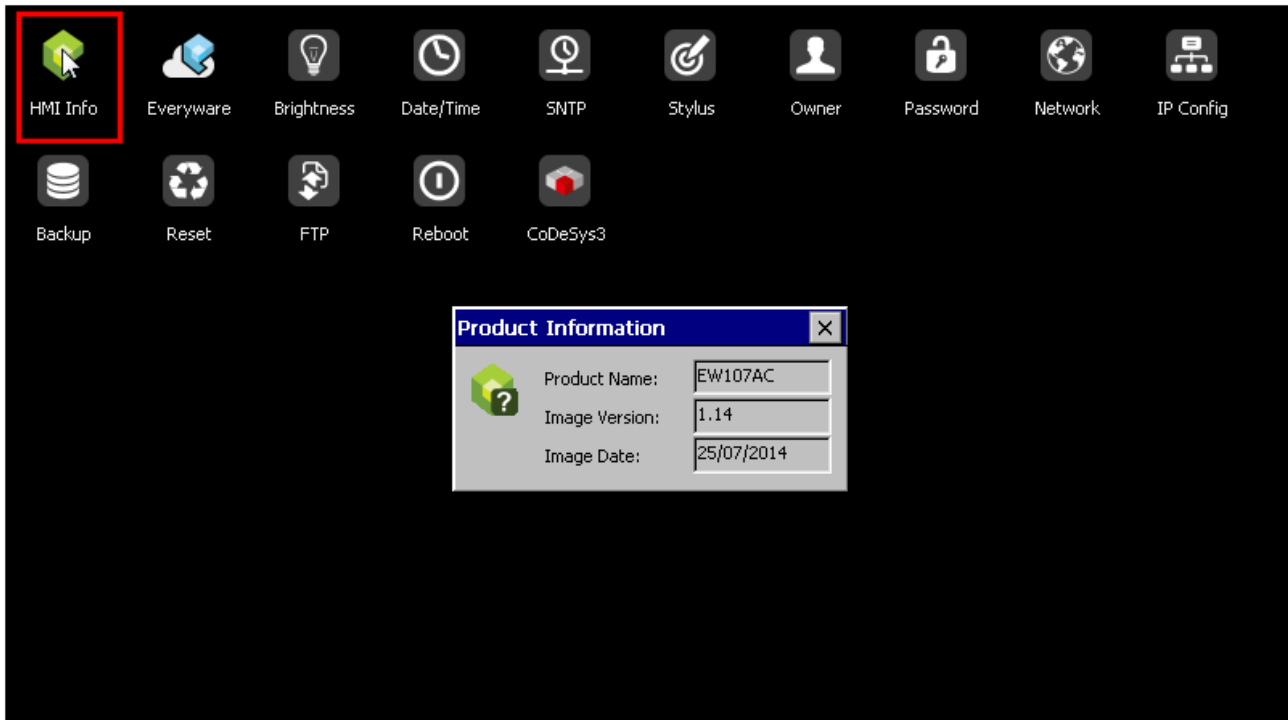 HMI Info Everyware Brightness Date/Time SNTP Stylus Owner Password Network IP Config
Backup Reset FTP Reboot CoDeSys3
Product Information
Product Name: EW107AC
Image Version: 1.14
Image Date: 25/07/2014